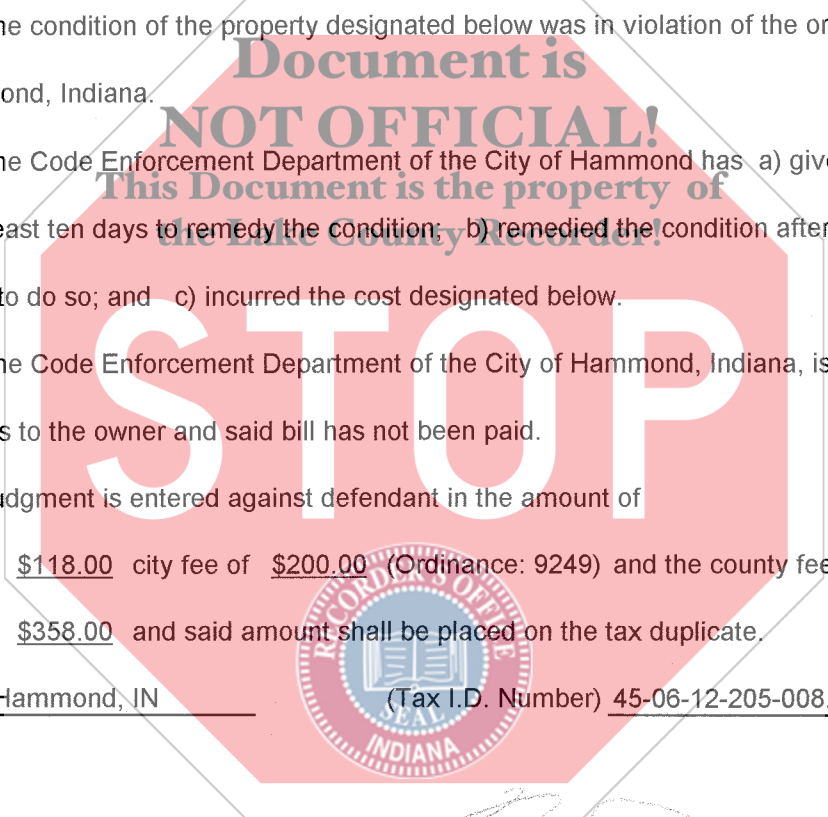 he condition of the property designated below was in violation of the or
Document is
ond, Indiana.
NOT OFFICIAL!
he Code Enforcement Department of the City of Hammond has a) giv
This Document is the property of
east ten days to remedy the condition; b) remedied the condition after
the Lake County Recorder!
to do so; and c) incurred the cost designated below.
STOP
he Code Enforcement Department of the City of Hammond, Indiana, is
s to the owner and said bill has not been paid.
udgment is entered against defendant in the amount of
$118.00 city fee of $200.00 (Ordinance: 9249) and the county fee
$358.00 and said amount shall be placed on the tax duplicate.
Hammond, IN (Tax I.D. Number) 45-06-12-205-008.
RECORDER'S OFFICE
SEAL
INDIANA